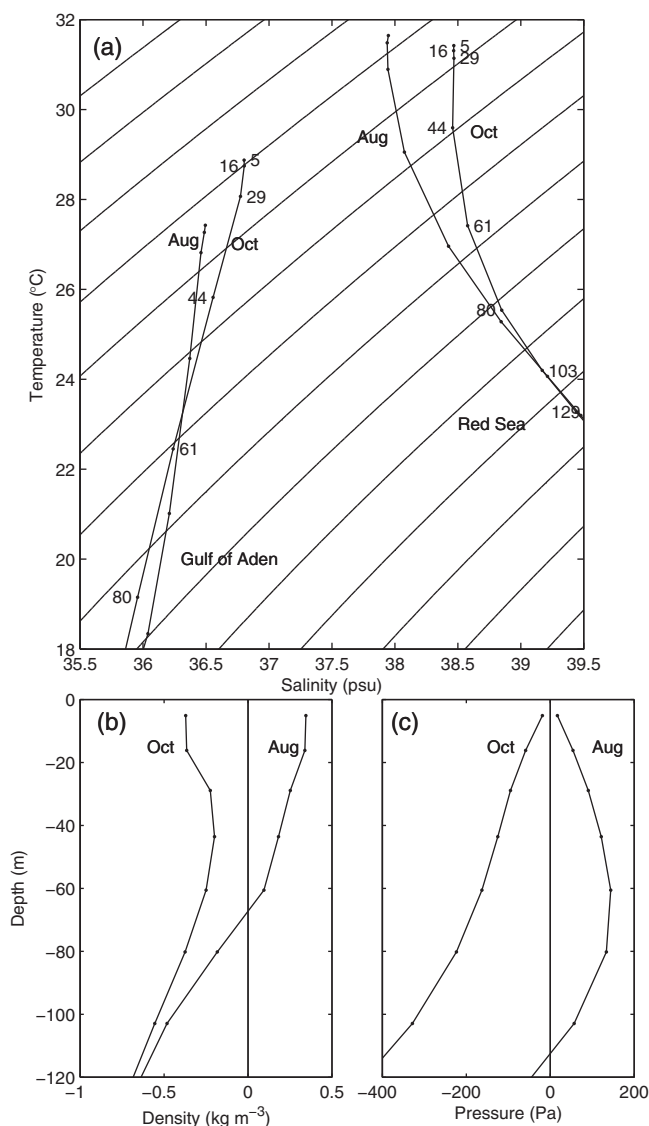 32
(a)
5
16
29
30
Aug
44
Oct
16
5
28
29
61
Aug
Oct
44
26
80
Temperature (°C)
24
103
129
Red Sea
61
22
20
Gulf of Aden
80
18
35.5 36 36.5 37 37.5 38 38.5 39 39.5
Salinity (psu)
0
(b)
Oct
Aug
−20
−40
−60
Depth (m)
−80
−100
−120
−1 −0.5 0 0.5
Density (kg m−3)
(c)
Oct
Aug
−400 −200 0 200
Pressure (Pa)